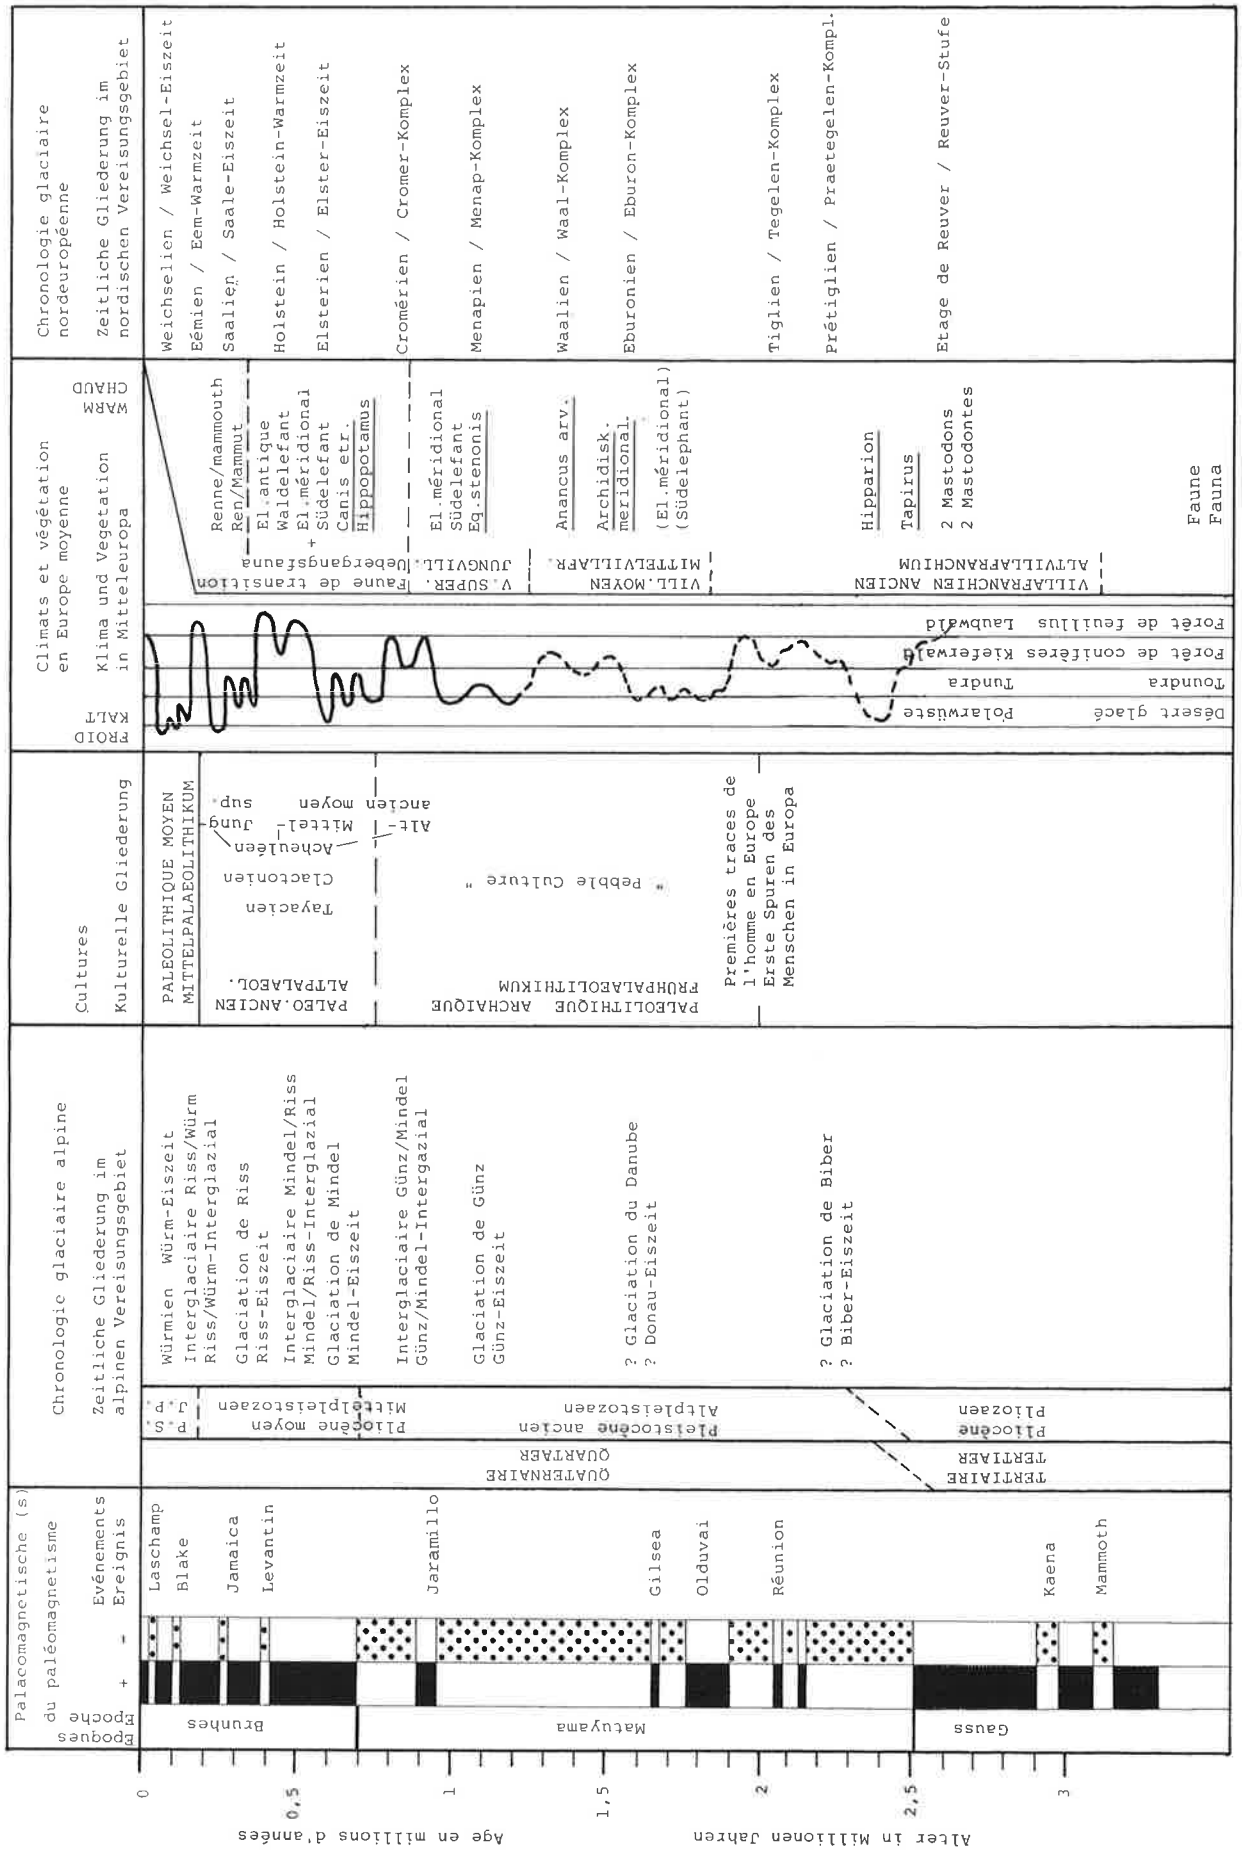 Palaeomagnetische (s)
du paléomagnetisme
Epoques
Epoche
+
-
Evénements
Ereignis
Chronologie glaciaire alpine
Zeitliche Gliederung im
alpinen Vereisungsgebiet
Cultures
Kulturelle Gliederung
Climats et végétation
en Europe moyenne
Klima und Vegetation
in Mitteleuropa
FROID
KALT
WARM
CHAUD
Chronologie glaciaire
nordeuropéenne
Zeitliche Gliederung im
nordischen Vereisungsgebiet
Age en millions d'années
Alter in Millionen Jahren
0
0,5
1
1,5
2
2,5
3
Brunhes
Matuyama
Gauss
Laschamp
Blake
Jamaica
Levantin
Jaramillo
Gilsea
Olduvai
Réunion
Kaena
Mammoth
QUATERNAIRE
QUARTAER
TERTIAIRE
TERTIAER
P.S.
J.P.
Pliocène moyen
Mittelpleistozaen
Pleistocène ancien
Altpleistozaen
Pliocène
Pliozaen
Würmien Würm-Eiszeit
Interglaciaire Riss/Würm
Riss/Würm-Interglazial
Glaciation de Riss
Riss-Eiszeit
Interglaciaire Mindel/Riss
Mindel/Riss-Interglazial
Glaciation de Mindel
Mindel-Eiszeit
Interglaciaire Günz/Mindel
Günz/Mindel-Intergazial
Glaciation de Günz
Günz-Eiszeit
? Glaciation du Danube
? Donau-Eiszeit
? Glaciation de Biber
? Biber-Eiszeit
PALEOLITHIQUE MOYEN
MITTELPALAEOLITHIKUM
PALEO.ANCIEN
ALTPALAEOL.
Tayacien
Clactonien
Acheuléen
Jung- Mittel- Alt-
sup. moyen ancien
PALEOLITHIQUE ARCHAIQUE
FRUHPALAEOLITHIKUM
" Pebble Culture "
Premières traces de
l'homme en Europe
Erste Spuren des
Menschen in Europa
Désert glacé Polarwüste
Toundra Tundra
Forêt de conifères Kieferwald
Forêt de feuillus Laubwald
Faune de transition
Uebergangsfauna
V.SUPER.
JUNGVILL.
VILL.MOYEN
MITTELVILLAFR.
VILLAFRANCHIEN ANCIEN
ALTVILLAFRANCHIUM
Renne/mammouth
Ren/Mammut
El.antique
Waldelefant
El.méridional
+ Südelefant
Canis etr.
Hippopotamus
El.méridional
Südelefant
Eq.stenonis
Anancus arv.
Archidisk.
meridional.
(El.méridional)
(Südelephant)
Hipparion
Tapirus
2 Mastodons
2 Mastodontes
Faune
Fauna
Weichselien / Weichsel-Eiszeit
Eémien / Eem-Warmzeit
Saalien / Saale-Eiszeit
Holstein / Holstein-Warmzeit
Elsterien / Elster-Eiszeit
Cromérien / Cromer-Komplex
Menapien / Menap-Komplex
Waalien / Waal-Komplex
Eburonien / Eburon-Komplex
Tiglien / Tegelen-Komplex
Prétiglien / Praetegelen-Kompl.
Etage de Reuver / Reuver-Stufe